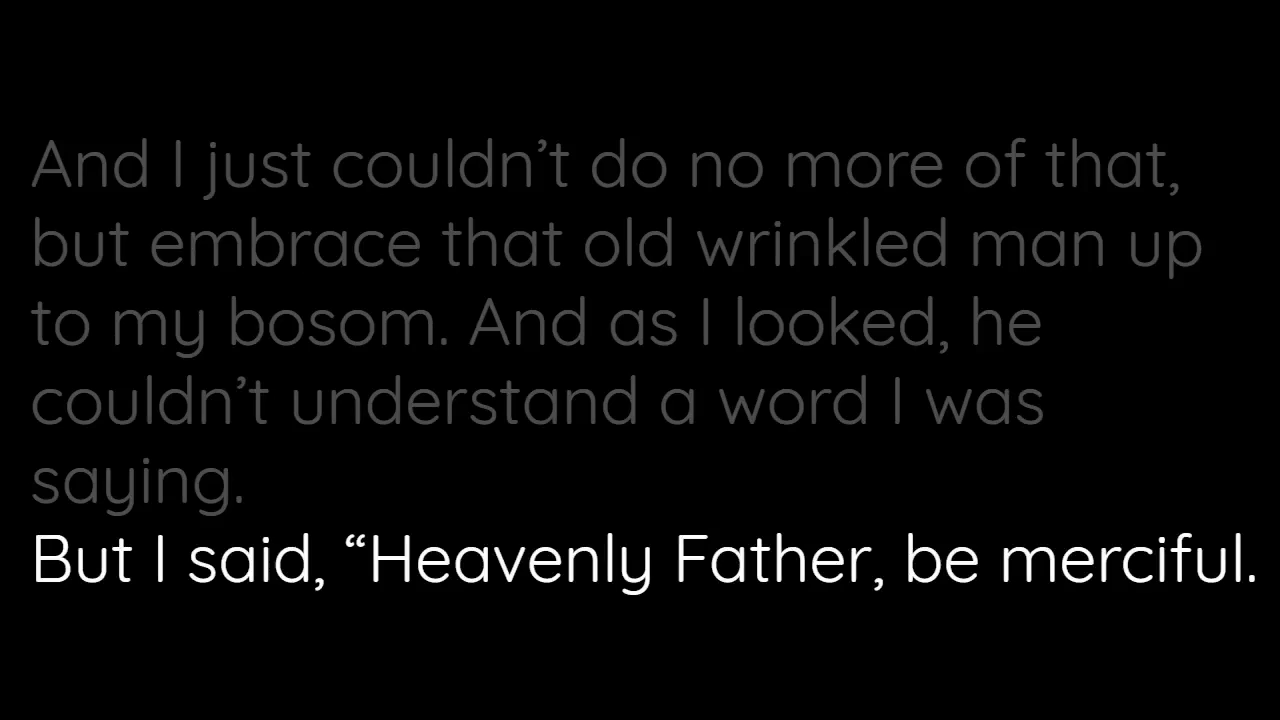 And I just couldn’t do no more of that,
but embrace that old wrinkled man up
to my bosom. And as I looked, he
couldn’t understand a word I was
saying.
But I said, “Heavenly Father, be merciful.